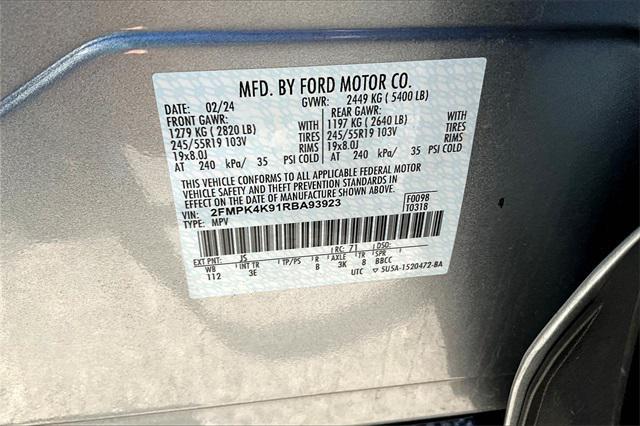 MFD. BY FORD MOTOR CO.
DATE: 02/24 GVWR: 2449 KG ( 5400 LB)
FRONT GAWR: REAR GAWR:
1279 KG ( 2820 LB) WITH 1197 KG ( 2640 LB) WITH
245/55R19 103V TIRES 245/55R19 103V TIRES
19x8.0J RIMS 19x8.0J RIMS
AT 240 kPa/ 35 PSI COLD AT 240 kPa/ 35 PSI COLD
THIS VEHICLE CONFORMS TO ALL APPLICABLE FEDERAL MOTOR
VEHICLE SAFETY AND THEFT PREVENTION STANDARDS IN
EFFECT ON THE DATE OF MANUFACTURE SHOWN ABOVE.
VIN: 2FMPK4K91RBA93923 F0098
TYPE: MPV T0318
EXT PNT: JS RC: 71 DSO:
WB INT TR TP/PS R AXLE TR SPR
112 3E B 3K 8 BBCC
UTC ▽ 5U5A-1520472-BA